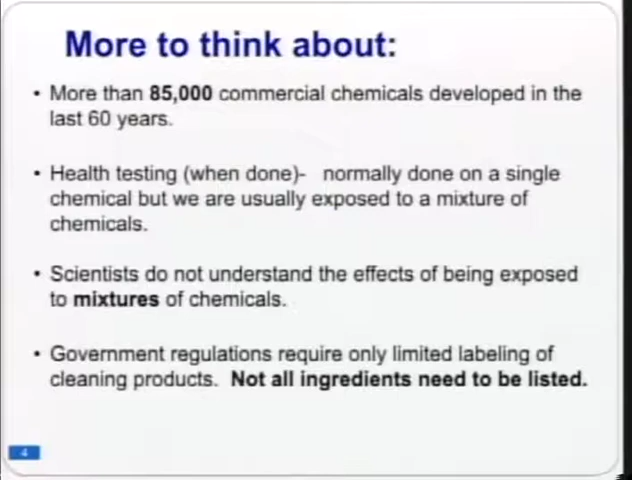 More to think about:
• More than 85,000 commercial chemicals developed in the
last 60 years.
• Health testing (when done)- normally done on a single
chemical but we are usually exposed to a mixture of
chemicals.
• Scientists do not understand the effects of being exposed
to mixtures of chemicals.
• Government regulations require only limited labeling of
cleaning products. Not all ingredients need to be listed.
4